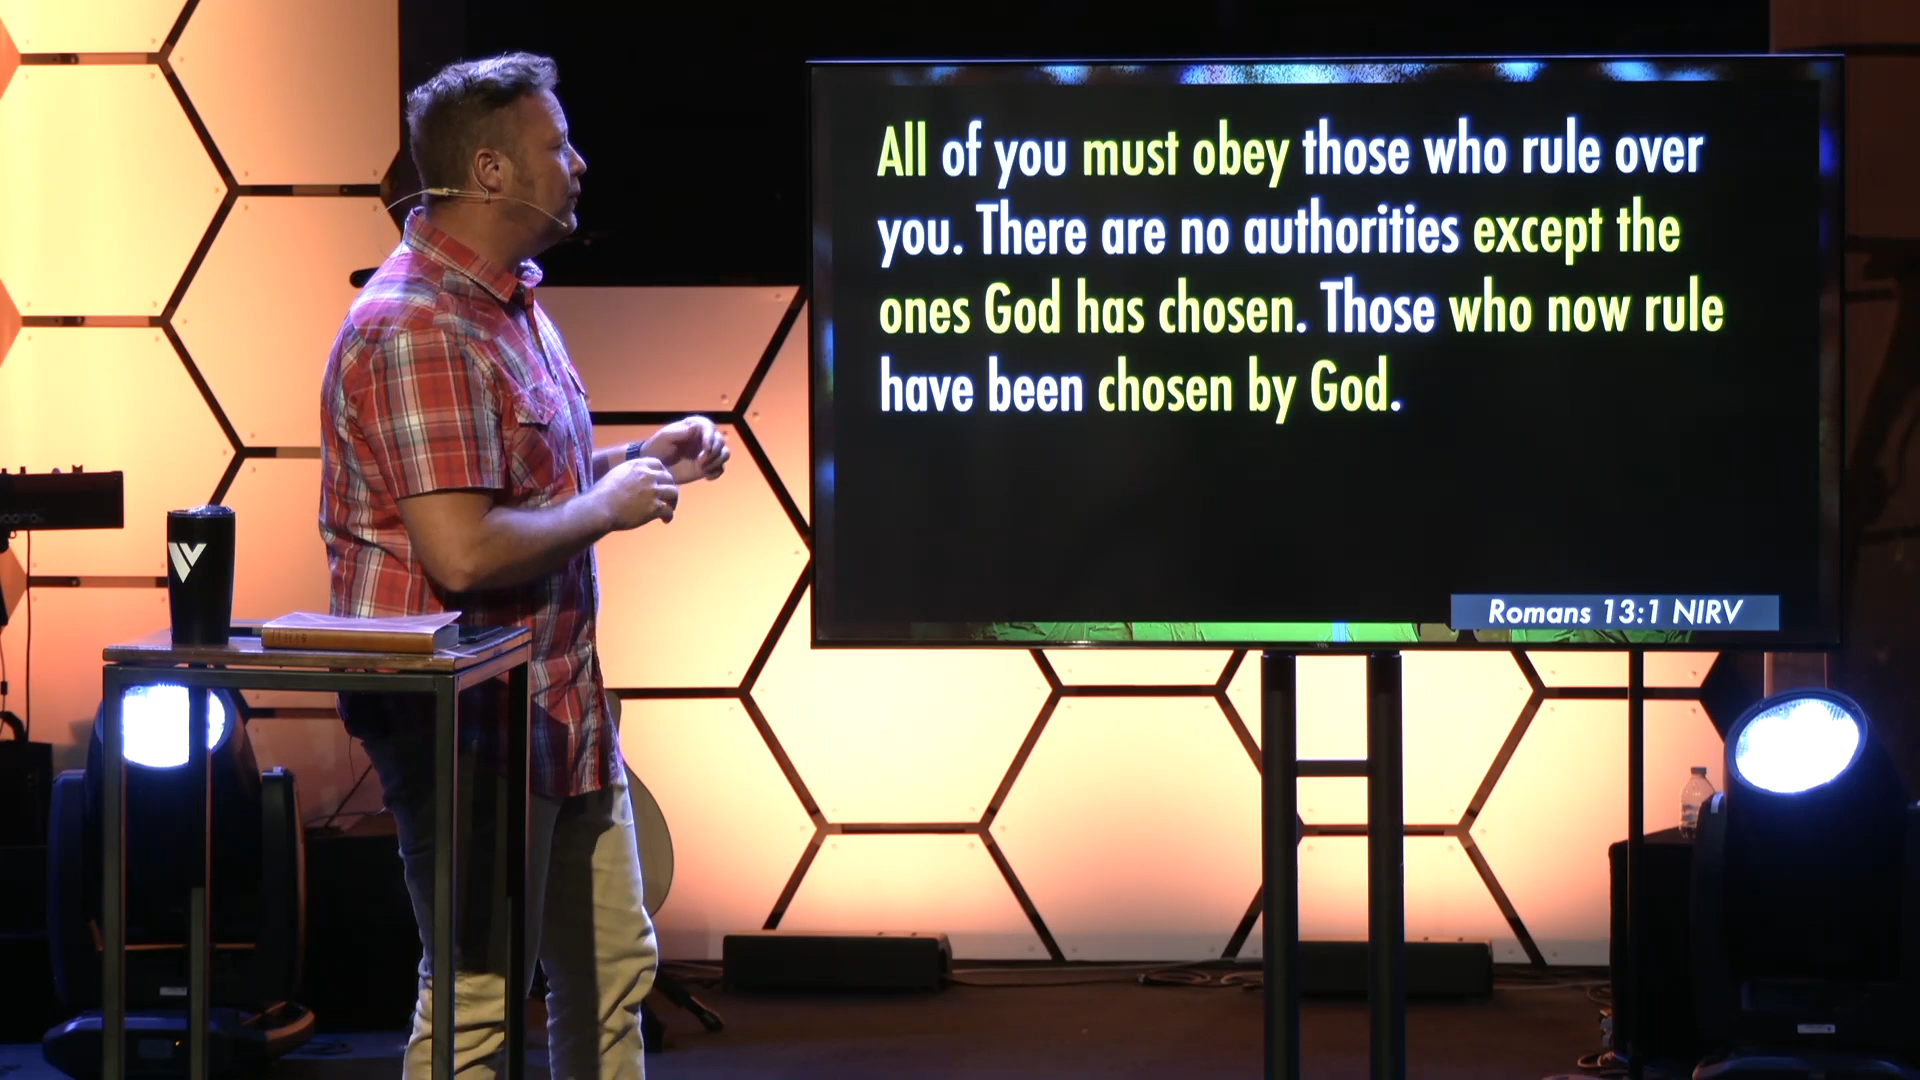 All of you must obey those who rule over
you. There are no authorities except the
ones God has chosen. Those who now rule
have been chosen by God.
Romans 13:1 NIRV